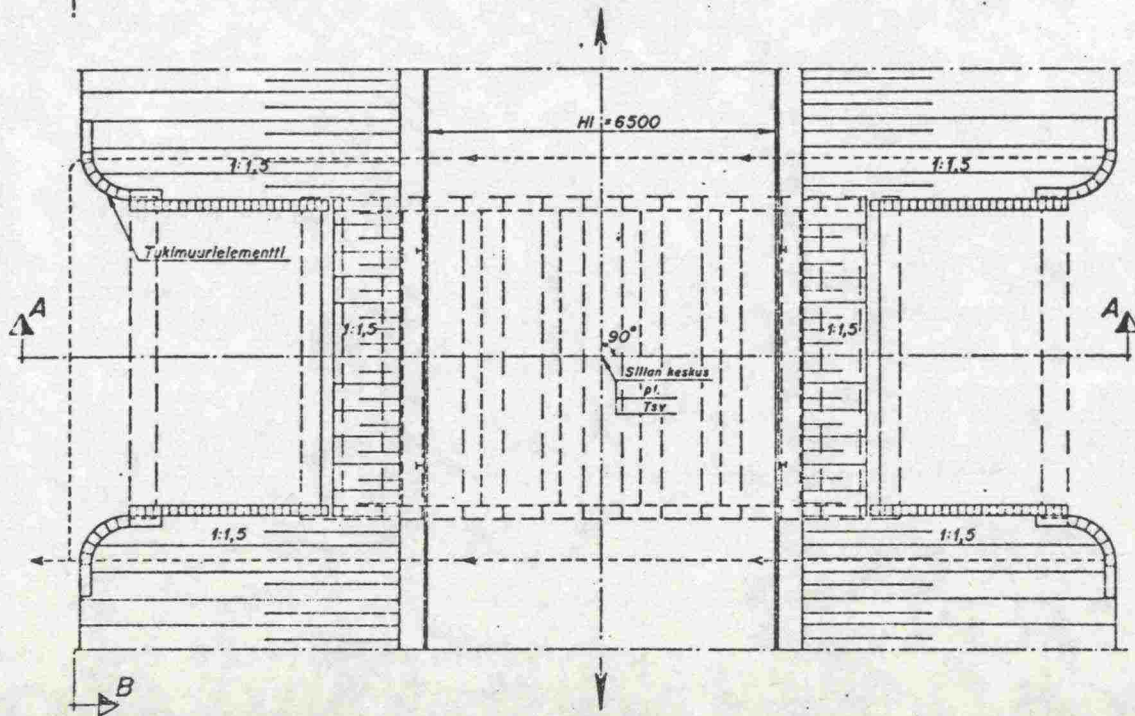 Hl = 6500
1:1,5
1:1,5
Tukimuurielementti
A
A
1:1,5
1:1,5
90°
Sillan keskus
pl.
Tsv
1:1,5
1:1,5
B